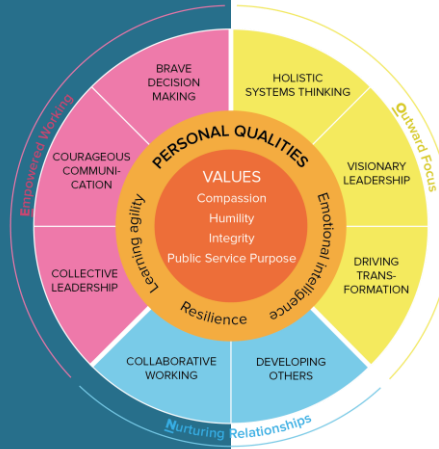 BRAVE
DECISION
MAKING
HOLISTIC
SYSTEMS THINKING
Empowered Working
Outward Focus
COURAGEOUS
COMMUNI-
CATION
VISIONARY
LEADERSHIP
PERSONAL QUALITIES
VALUES
Compassion
Humility
Integrity
Public Service Purpose
Learning agility
Emotional intelligence
Resilience
COLLECTIVE
LEADERSHIP
DRIVING
TRANS-
FORMATION
COLLABORATIVE
WORKING
DEVELOPING
OTHERS
Nurturing Relationships